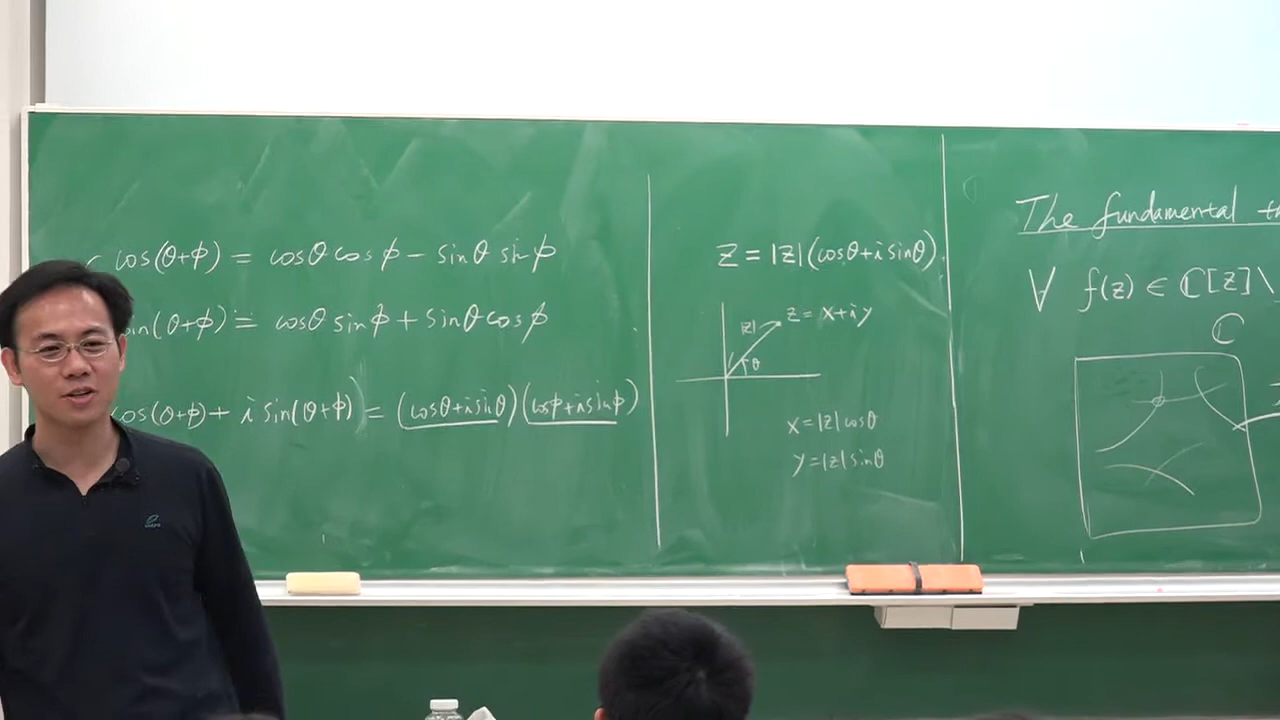 cos(θ+ϕ) = cosθ cosϕ − sinθ sinϕ
sin(θ+ϕ) = cosθ sinϕ + sinθ cosϕ
cos(θ+ϕ) + i sin(θ+ϕ) = (cosθ+i sinθ)(cosϕ+i sinϕ)
z = |z|(cosθ+i sinθ).
|z|
z = x+iy
θ
x = |z| cosθ
y = |z| sinθ
The fundamental
∀ f(z) ∈ ℂ[z]\
ℂ